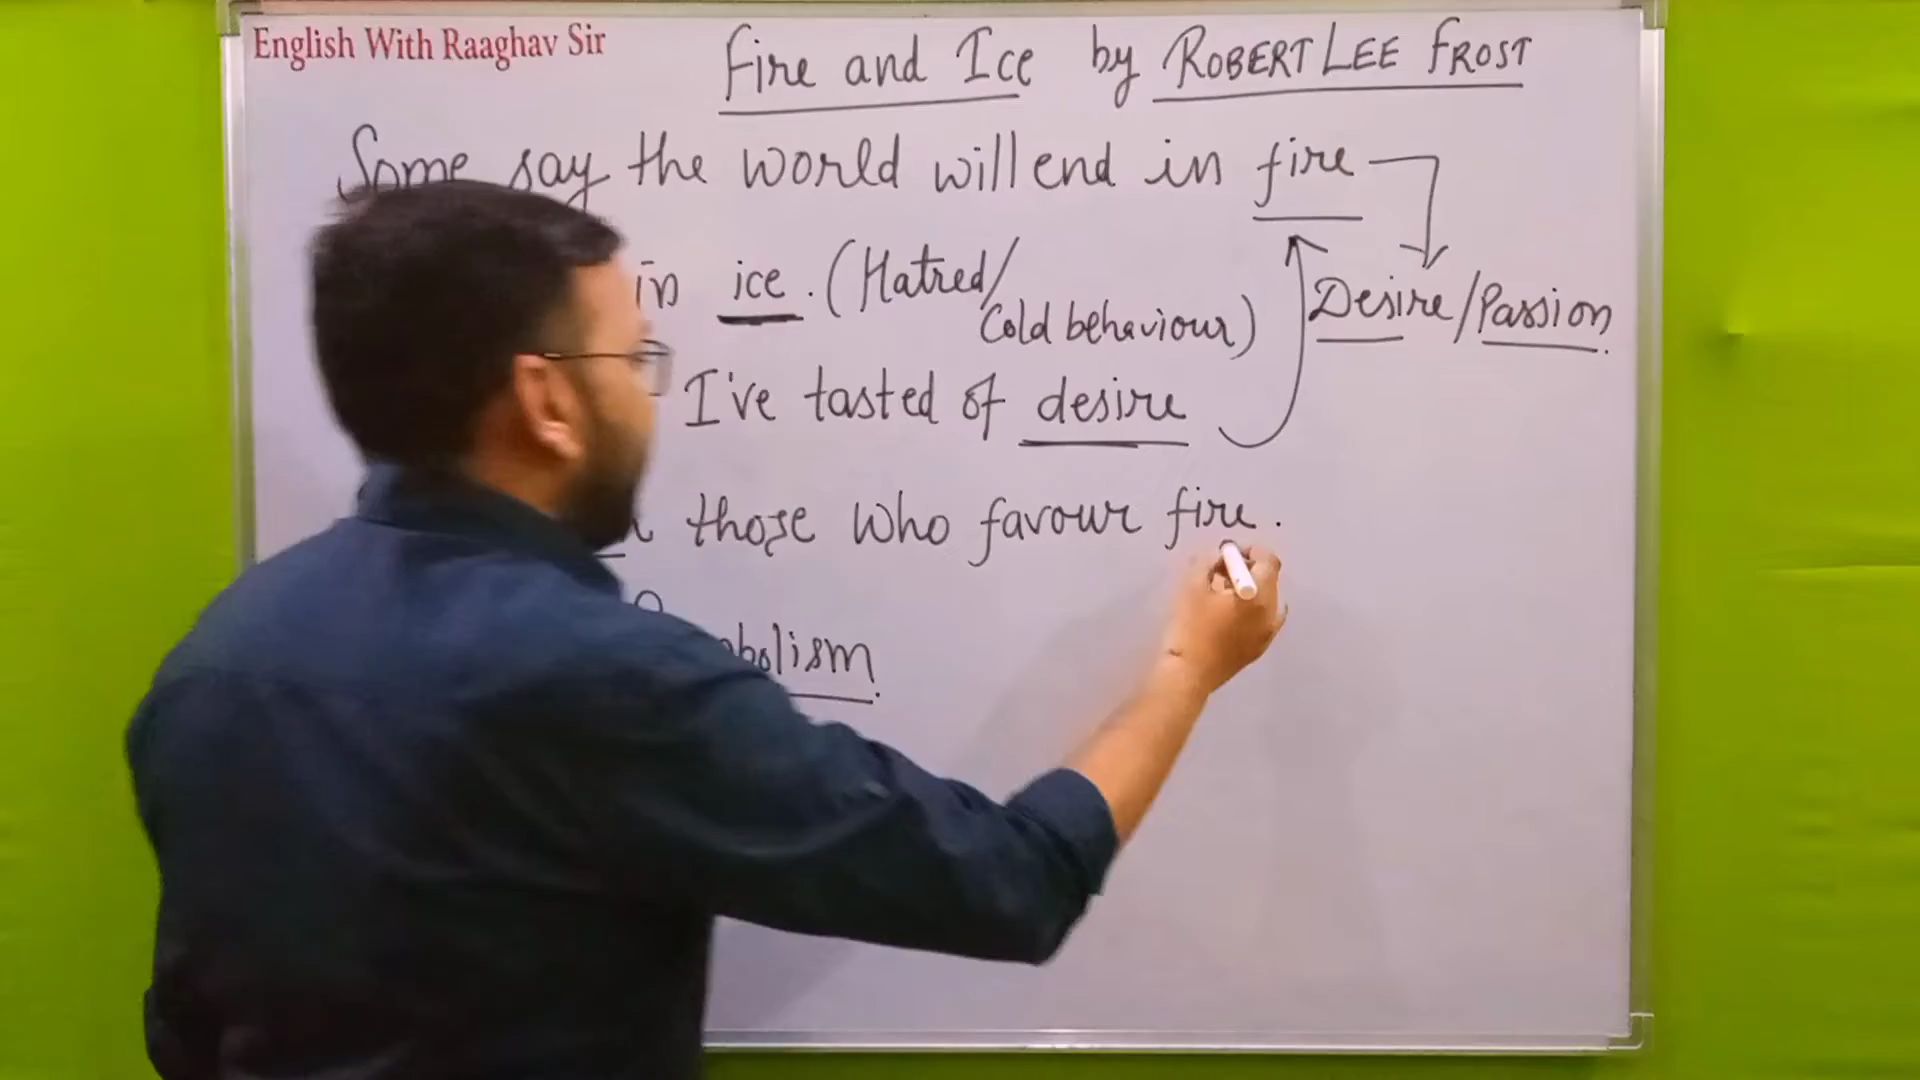 English With Raaghav Sir
Fire and Ice by ROBERT LEE FROST
Some say the world will end in fire
in ice. (Hatred/
Cold behaviour)
Desire/Passion.
I've tasted of desire
those who favour fire.